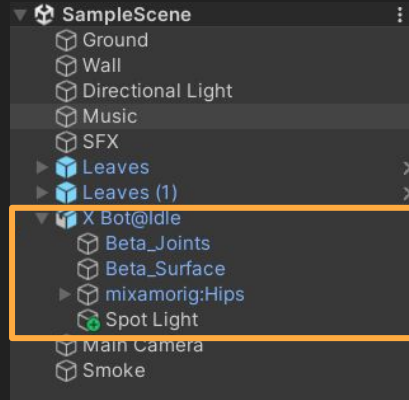 SampleScene
Ground
Wall
Directional Light
Music
SFX
Leaves
Leaves (1)
X Bot@Idle
Beta_Joints
Beta_Surface
mixamorig:Hips
Spot Light
Main Camera
Smoke